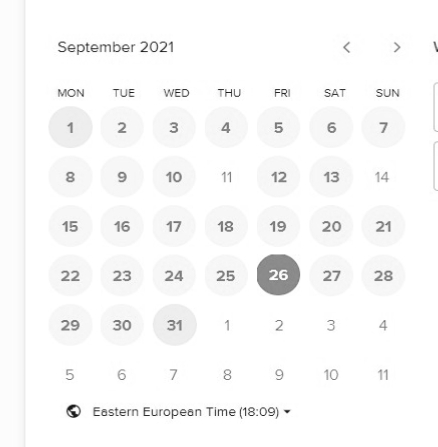 September 2021
MON TUE WED THU FRI SAT SUN
1 2 3 4 5 6 7
8 9 10 11 12 13 14
15 16 17 18 19 20 21
22 23 24 25 26 27 28
29 30 31 1 2 3 4
5 6 7 8 9 10 11
Eastern European Time (18:09)